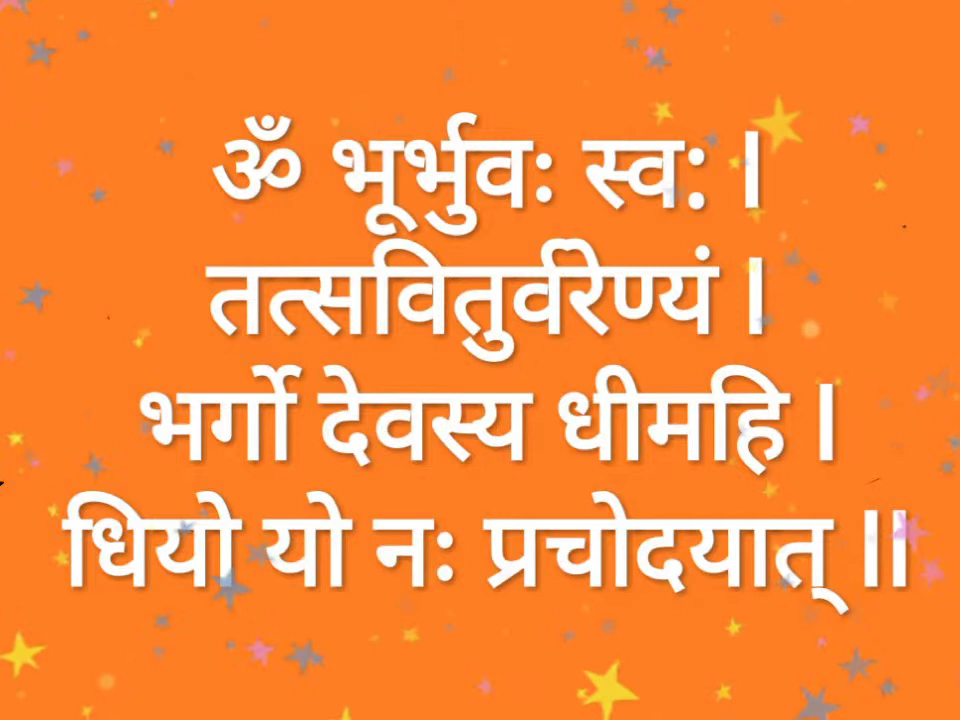 ॐ भूर्भुवः स्व: ।
तत्सवितुर्वरेण्यं ।
भर्गो देवस्य धीमहि ।
धियो यो नः प्रचोदयात् ॥